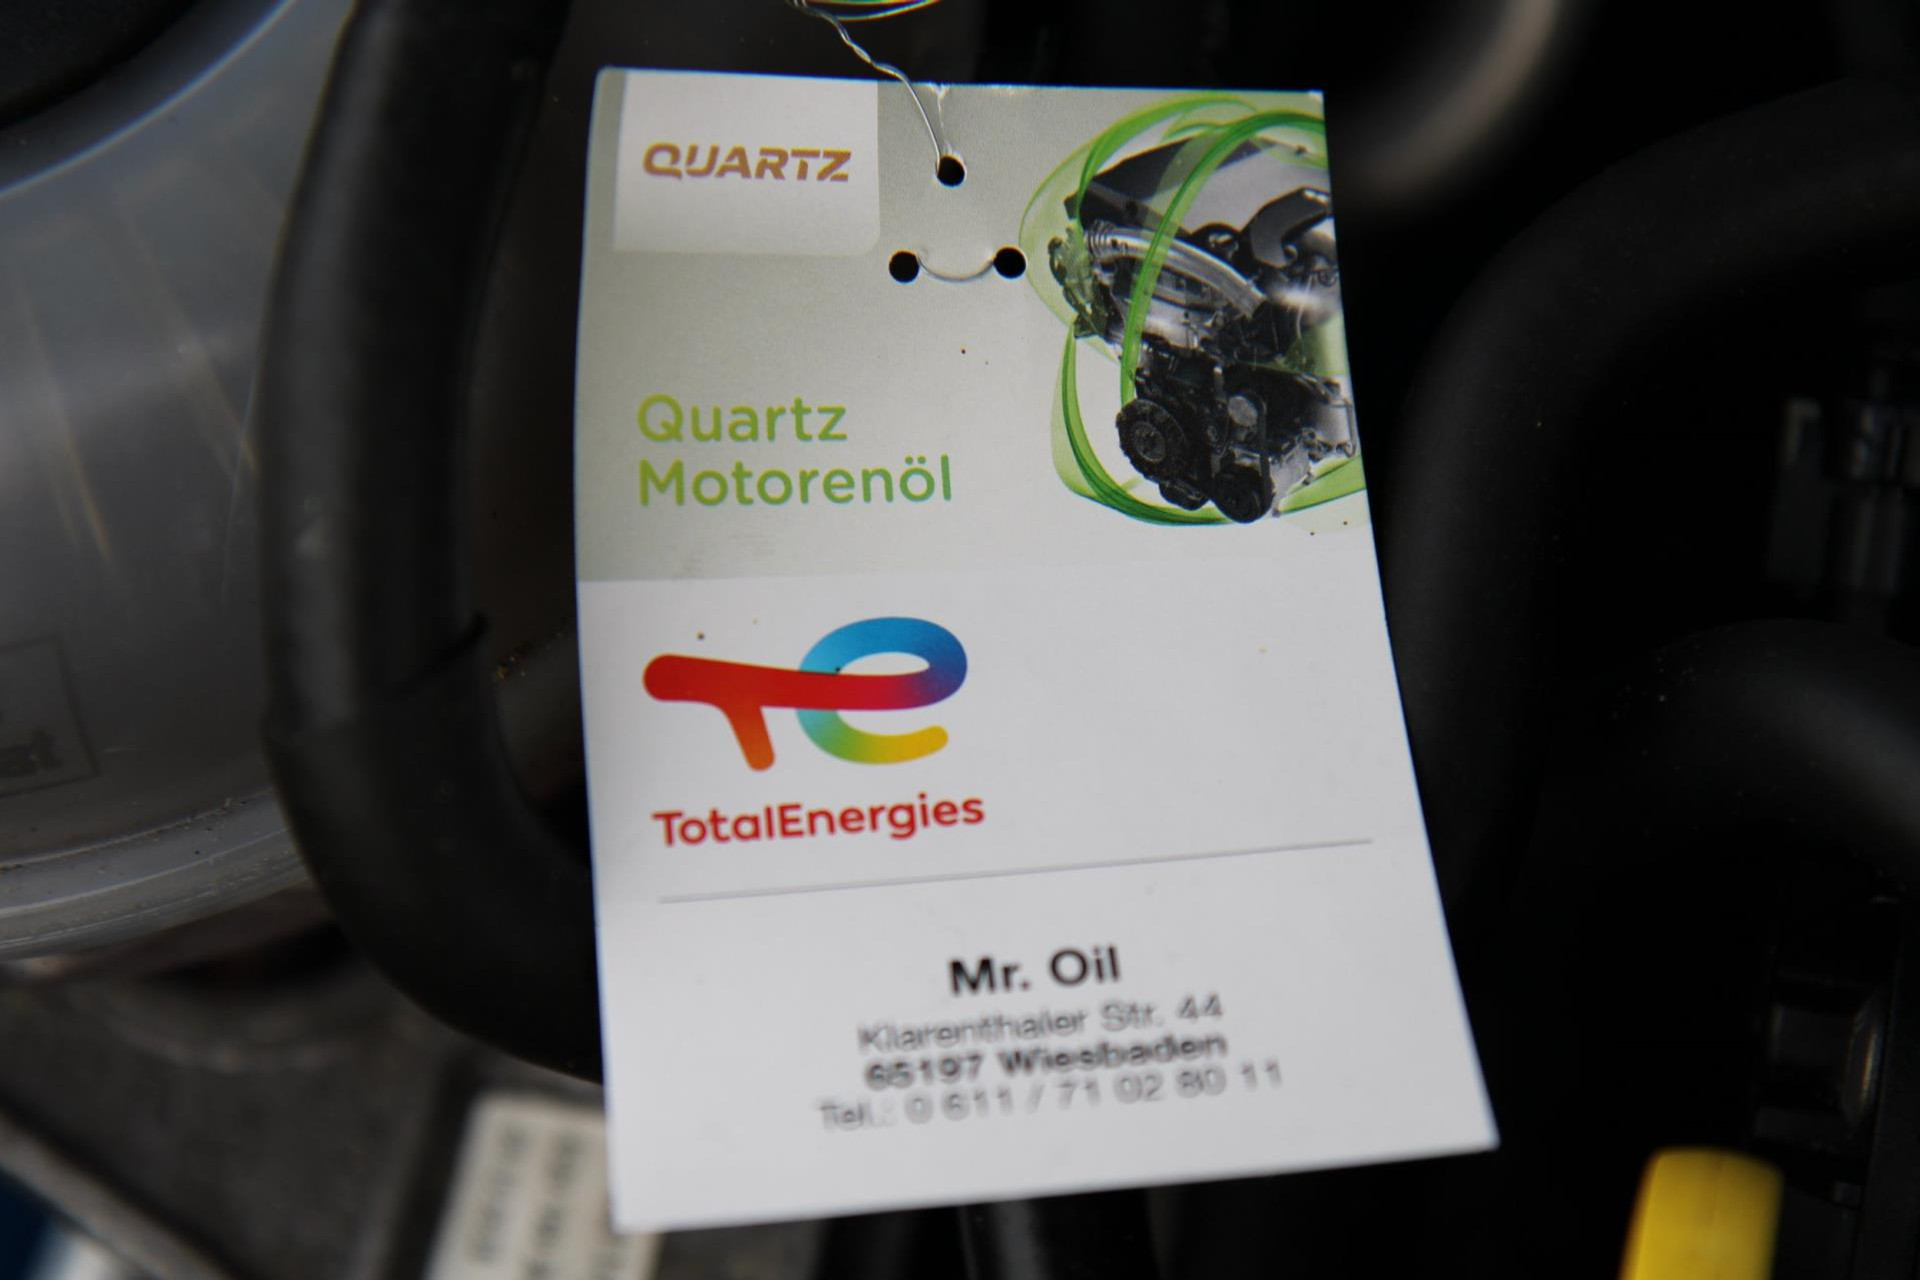 QUARTZ
Quartz
Motorenöl
TotalEnergies
Mr. Oil
Klarenthaler Str. 44
65197 Wiesbaden
Tel.: 0 611 / 71 02 80 11